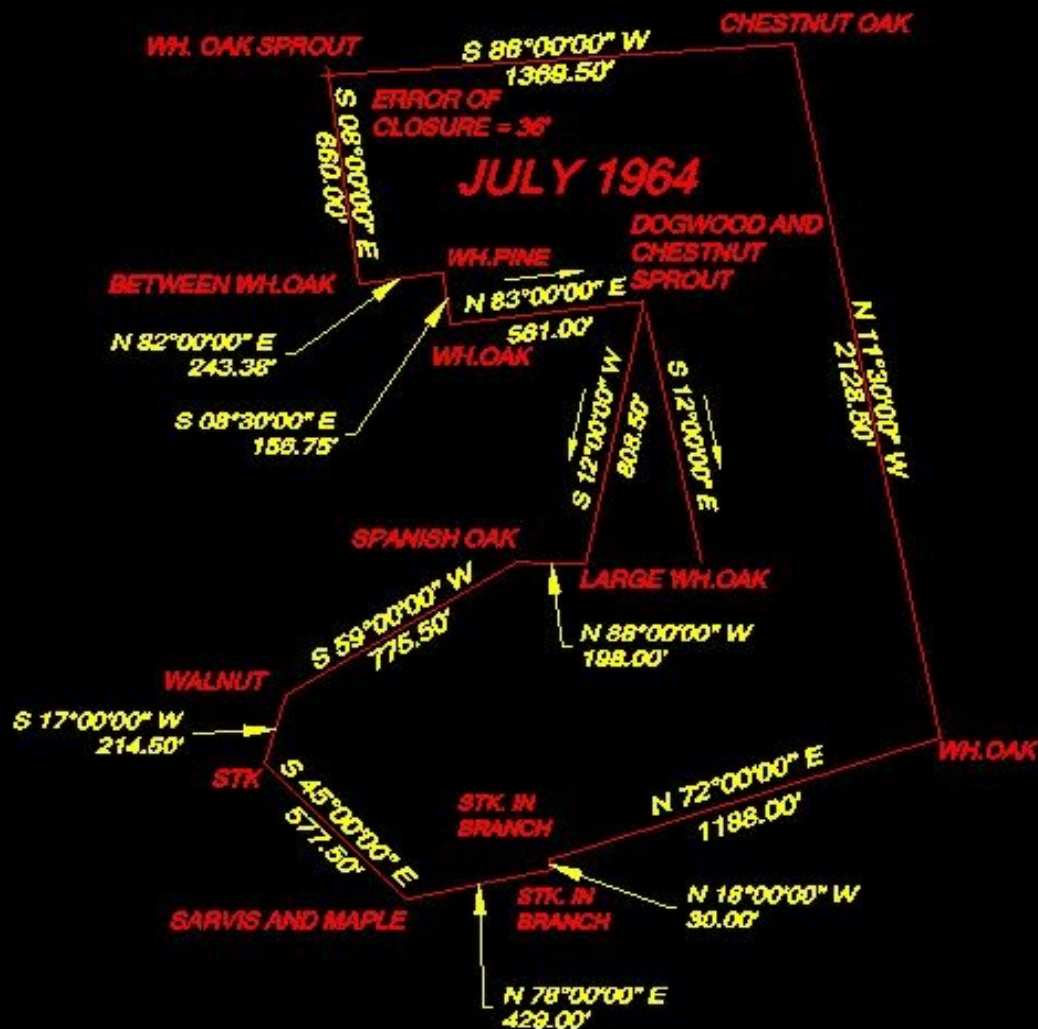 CHESTNUT OAK
WH. OAK SPROUT
S 86°00'00" W
1369.50'
ERROR OF
CLOSURE = 36'
S 08°00'00" E
660.00'
JULY 1964
DOGWOOD AND
CHESTNUT
SPROUT
WH.PINE
BETWEEN WH.OAK
N 83°00'00" E
561.00'
N 82°00'00" E
243.38'
WH.OAK
N 11°30'00" W
2128.50'
S 08°30'00" E
156.75'
S 12°00'00" W
808.50'
S 12°00'00" E
SPANISH OAK
LARGE WH.OAK
N 88°00'00" W
198.00'
S 59°00'00" W
775.50'
WALNUT
S 17°00'00" W
214.50'
STK
WH.OAK
S 45°00'00" E
577.50'
STK. IN
BRANCH
N 72°00'00" E
1188.00'
N 18°00'00" W
30.00'
STK. IN
BRANCH
SARVIS AND MAPLE
N 78°00'00" E
429.00'